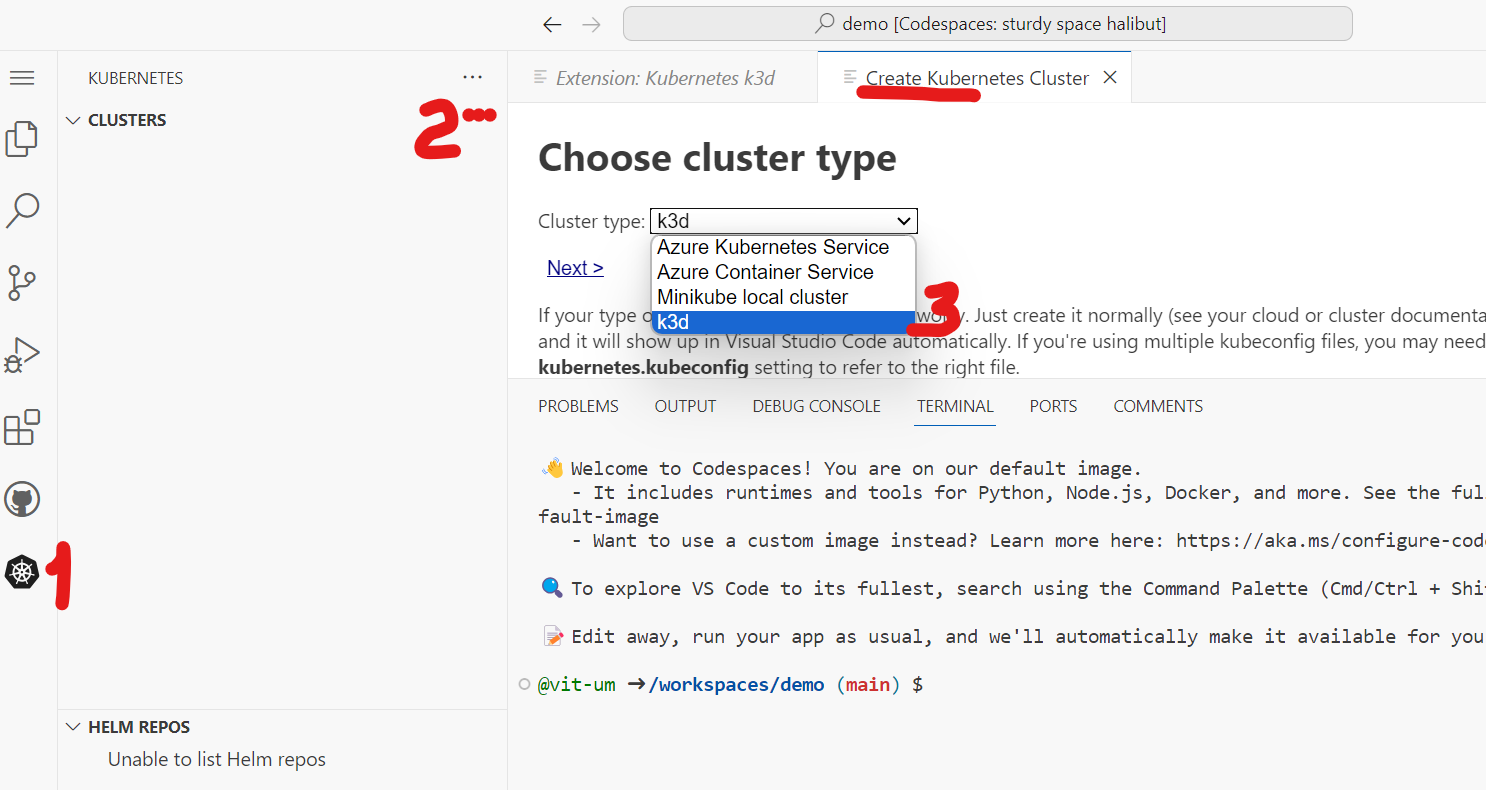 demo [Codespaces: sturdy space halibut]
KUBERNETES
CLUSTERS
2
1
HELM REPOS
Unable to list Helm repos
Extension: Kubernetes k3d
Create Kubernetes Cluster
Choose cluster type
Cluster type: k3d
Azure Kubernetes Service
Azure Container Service
Minikube local cluster
k3d
3
Next >
If your type Just create it normally (see your cloud or cluster documenta
and it will show up in Visual Studio Code automatically. If you're using multiple kubeconfig files, you may need
kubernetes.kubeconfig setting to refer to the right file.
PROBLEMS OUTPUT DEBUG CONSOLE TERMINAL PORTS COMMENTS
👋 Welcome to Codespaces! You are on our default image.
- It includes runtimes and tools for Python, Node.js, Docker, and more. See the ful
fault-image
- Want to use a custom image instead? Learn more here: https://aka.ms/configure-cod
🔍 To explore VS Code to its fullest, search using the Command Palette (Cmd/Ctrl + Shi
📝 Edit away, run your app as usual, and we'll automatically make it available for you
@vit-um ➜/workspaces/demo (main) $